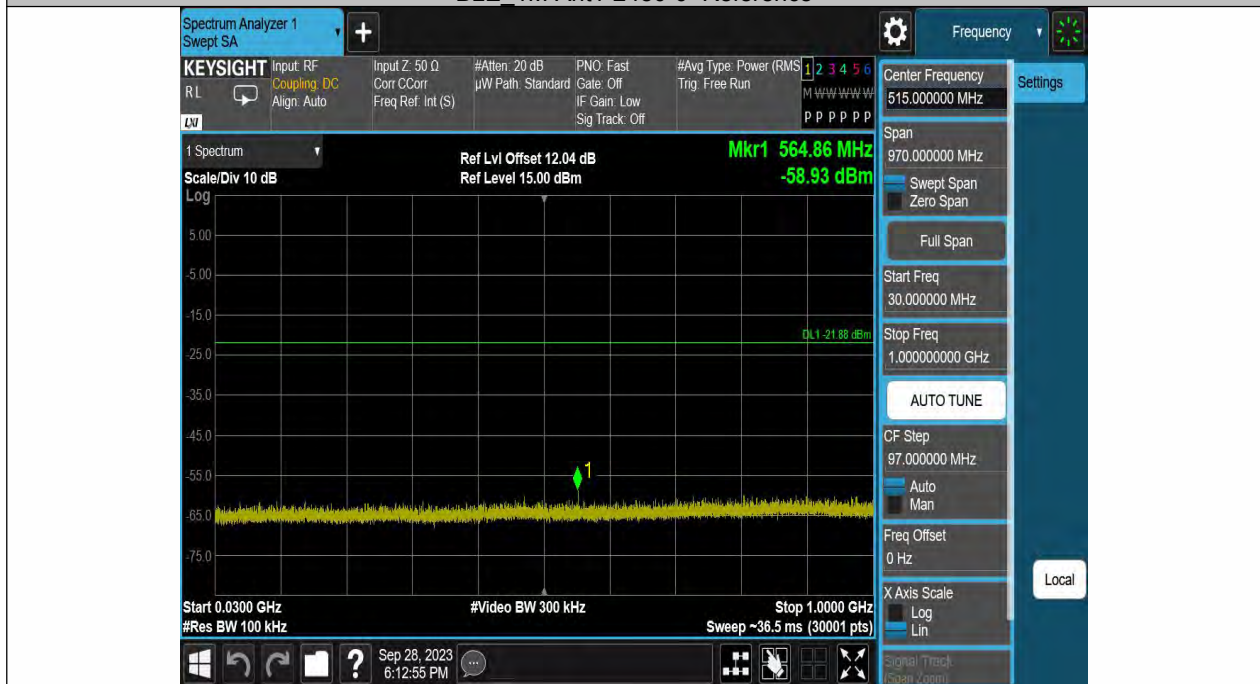 Spectrum Analyzer 1
Swept SA
Frequency
KEYSIGHT
RL
LXI
Input: RF
Coupling: DC
Align: Auto
Input Z: 50 Ω
Corr CCorr
Freq Ref: Int (S)
#Atten: 20 dB
µW Path: Standard
PNO: Fast
Gate: Off
IF Gain: Low
Sig Track: Off
#Avg Type: Power (RMS
Trig: Free Run
1 2 3 4 5 6
M W W W W W
P P P P P P
Center Frequency
515.000000 MHz
Settings
Span
970.000000 MHz
Swept Span
Zero Span
Full Span
Start Freq
30.000000 MHz
Stop Freq
1.000000000 GHz
AUTO TUNE
CF Step
97.000000 MHz
Auto
Man
Freq Offset
0 Hz
X Axis Scale
Log
Lin
Signal Track
(Span Zoom)
Local
1 Spectrum
Scale/Div 10 dB
Log
Ref Lvl Offset 12.04 dB
Ref Level 15.00 dBm
Mkr1 564.86 MHz
-58.93 dBm
5.00
-5.00
-15.0
DL1 -21.88 dBm
-25.0
-35.0
-45.0
1
-55.0
-65.0
-75.0
Start 0.0300 GHz
#Video BW 300 kHz
Stop 1.0000 GHz
#Res BW 100 kHz
Sweep ~36.5 ms (30001 pts)
Sep 28, 2023
6:12:55 PM